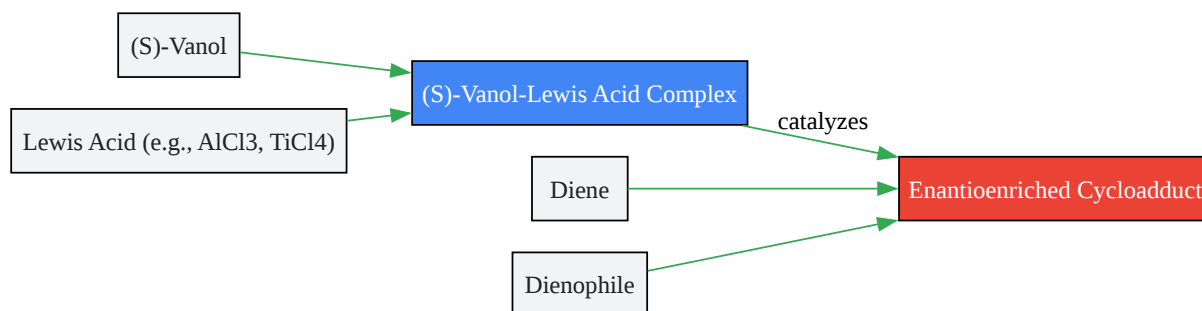 (S)-Vanol
Lewis Acid (e.g., AlCl3, TiCl4)
(S)-Vanol-Lewis Acid Complex
catalyzes
Diene
Dienophile
Enantioenriched Cycloadduct